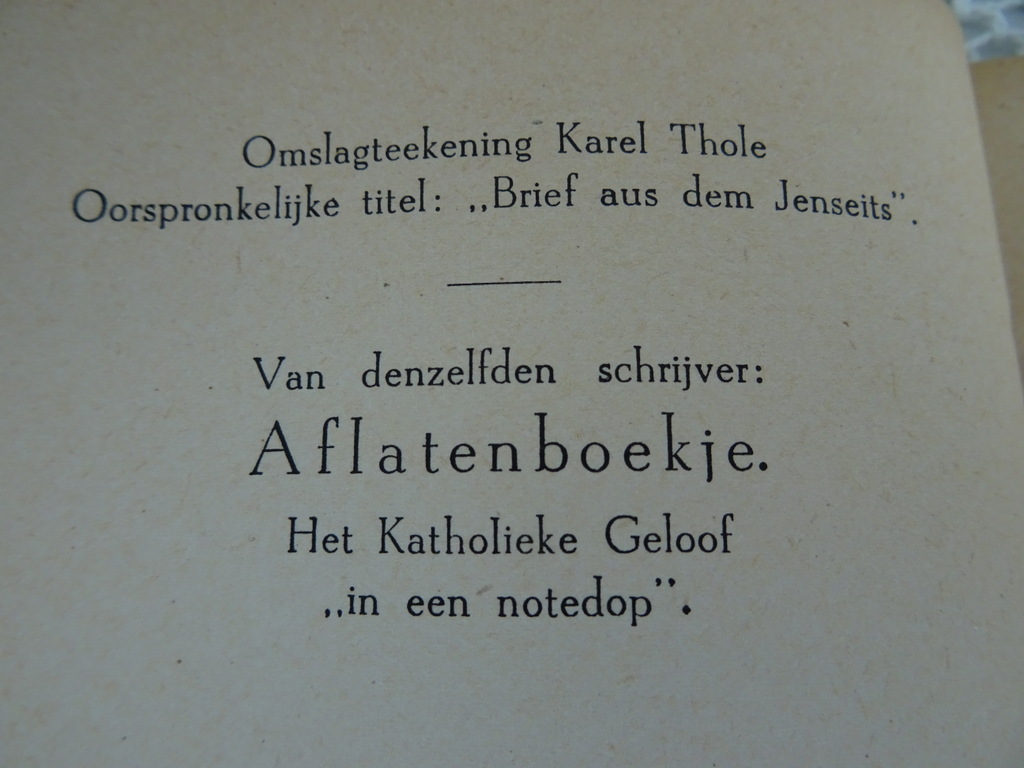 Omslagteekening Karel Thole
Oorspronkelijke titel: „Brief aus dem Jenseits”.
Van denzelfden schrijver:
Aflatenboekje.
Het Katholieke Geloof
„in een notedop”.